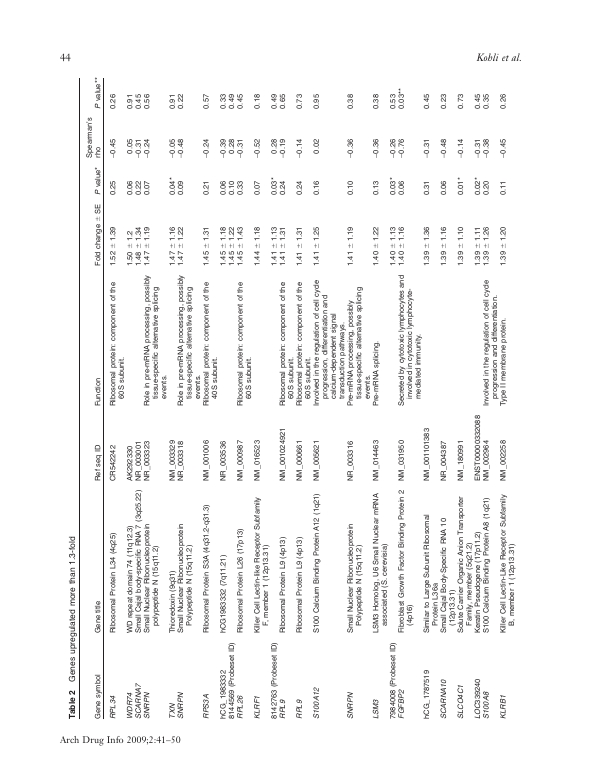 44
Kohli et al.
Table 2 Genes upregulated more than 1.3-fold
Gene symbol Gene title Ref seq ID Function Fold change ± SE P value* Spearman's rho P value**
RPL34 Ribosomal Protein L34 (4q25) CR542242 Ribosomal protein: component of the 1.52 ± 1.39 0.25 −0.45 0.26
60S subunit.
WDR74 WD repeat domain 74 (11q12.3) AK292330 1.50 ± 1.2 0.06 0.05 0.91
SCARNA7 Small Cajal body-specific RNA 7 (3q25.22) NR_003001 1.48 ± 1.34 0.22 −0.31 0.45
SNRPN Small Nuclear Ribonucleoprotein NR_003323 Role in pre-mRNA processing, possibly 1.47 ± 1.19 0.07 −0.24 0.56
polypeptide N (15q11.2) tissue-specific alternative splicing
events.
TXN Thioredoxin (9q31) NM_003329 1.47 ± 1.16 0.04* −0.05 0.91
SNRPN Small Nuclear Ribonucleoprotein NR_003318 Role in pre-mRNA processing, possibly 1.47 ± 1.22 0.09 −0.48 0.22
Polypeptide N (15q11.2) tissue-specific alternative splicing
events.
RPS3A Ribosomal Protein S3A (4q31.2-q31.3) NM_001006 Ribosomal protein: component of the 1.45 ± 1.31 0.21 −0.24 0.57
40S subunit.
hCG_1983332 hCG1983332 (7q11.21) NM_003536 1.45 ± 1.18 0.06 −0.39 0.33
8144569 (Probeset ID) 1.45 ± 1.22 0.10 0.28 0.49
RPL26 Ribosomal Protein L26 (17p13) NM_000987 Ribosomal protein: component of the 1.45 ± 1.43 0.33 −0.31 0.45
60S subunit.
KLRF1 Killer Cell Lectin-like Receptor Subfamily NM_016523 1.44 ± 1.18 0.07 −0.52 0.18
F, member 1 (12p13.31)
8142763 (Probeset ID) 1.41 ± 1.13 0.03* 0.28 0.49
RPL9 Ribosomal Protein L9 (4p13) NM_001024921 Ribosomal protein: component of the 1.41 ± 1.31 0.24 −0.19 0.65
60S subunit.
RPL9 Ribosomal Protein L9 (4p13) NM_000661 Ribosomal protein: component of the 1.41 ± 1.31 0.24 −0.14 0.73
60S subunit.
S100A12 S100 Calcium Binding Protein A12 (1q21) NM_005621 Involved in the regulation of cell cycle 1.41 ± 1.25 0.16 0.02 0.95
progression, differentiation and
calcium-dependent signal
transduction pathways.
SNRPN Small Nuclear Ribonucleoprotein NR_003316 Pre-mRNA processing, possibly 1.41 ± 1.19 0.10 −0.36 0.38
Polypeptide N (15q11.2) tissue-specific alternative splicing
events.
LSM3 LSM3 Homolog, U6 Small Nuclear mRNA NM_014463 Pre-mRNA splicing. 1.40 ± 1.22 0.13 −0.36 0.38
associated (S. cerevisia)
7984008 (Probeset ID) 1.40 ± 1.13 0.03* −0.26 0.53
FGFBP2 Fibroblast Growth Factor Binding Protein 2 NM_031950 Secreted by cytotoxic lymphocytes and 1.40 ± 1.16 0.06 −0.76 0.03**
(4p16) involved in cytotoxic lymphocyte-
mediated immunity.
hCG_1787519 Similar to Large Subunit Ribosomal NM_001101383 1.39 ± 1.36 0.31 −0.31 0.45
Protein L36a
SCARNA10 Small Cajal Body-Specific RNA 10 NR_004387 1.39 ± 1.16 0.06 −0.48 0.23
(12p13.31)
SLCO4C1 Solute Carrier Organic Anion Transporter NM_180991 1.39 ± 1.10 0.01* −0.14 0.73
Family, member (5q21.2)
LOC339240 Keratin Pseudogene (17p11.2) ENST00000332088 1.39 ± 1.11 0.02* −0.31 0.45
S100A8 S100 Calcium Binding Protein A8 (1q21) NM_002964 Involved in the regulation of cell cycle 1.39 ± 1.26 0.20 −0.38 0.35
progression and differentiation.
KLRB1 Killer Cell Lectin-Like Receptor Subfamily NM_002258 Type II membrane protein. 1.39 ± 1.20 0.11 −0.45 0.26
B, member 1 (12p13.31)
Arch Drug Info 2009;2:41–50